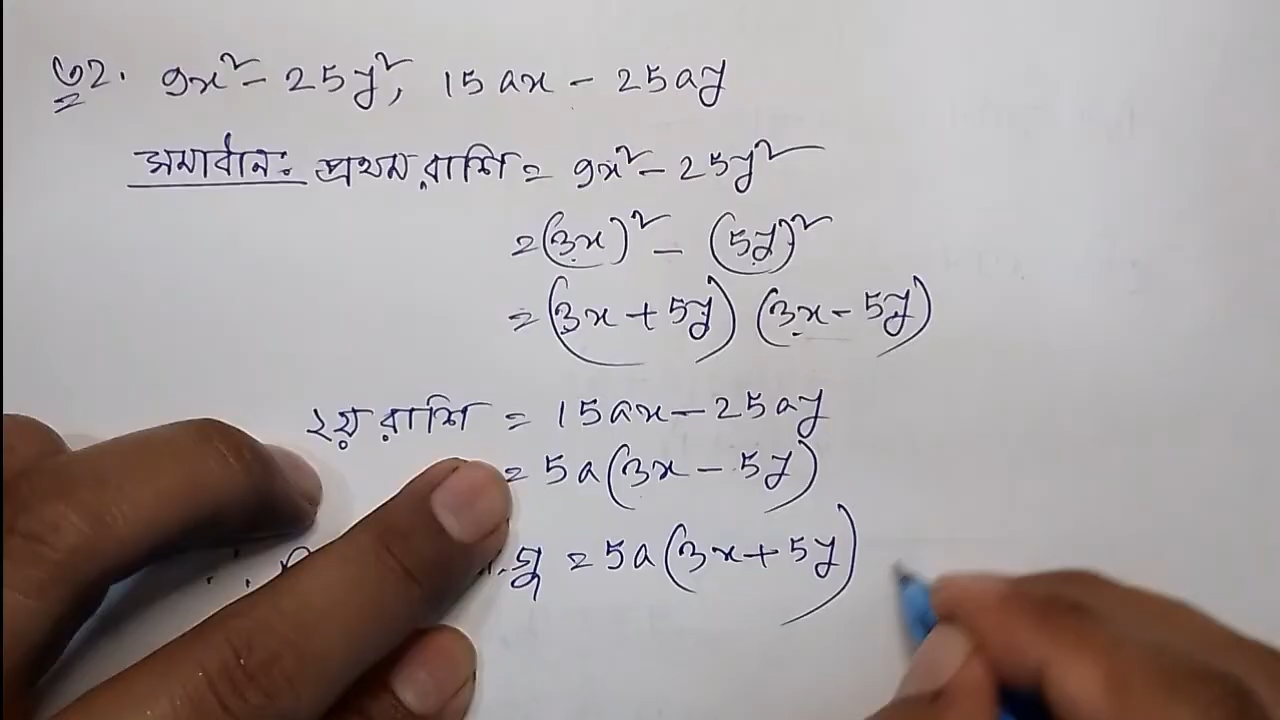 ৩2. 9x² - 25y², 15ax - 25ay
সমাধান: প্রথম রাশি = 9x² - 25y²
= (3x)² - (5y)²
= (3x + 5y) (3x - 5y)
২য় রাশি = 15ax - 25ay
= 5a(3x - 5y)
∴ .গু = 5a(3x + 5y)